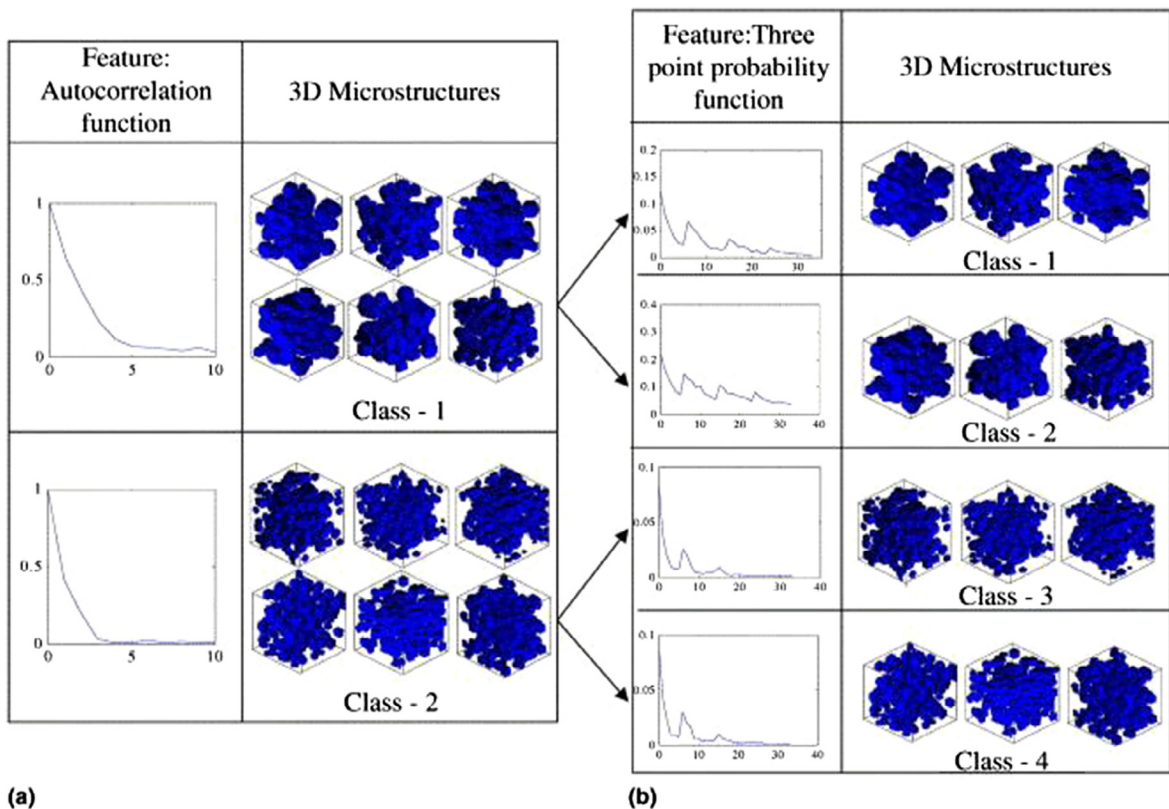 Feature:
Autocorrelation
function
3D Microstructures
1
0.5
0
0
5
10
Class - 1
1
0.5
0
0
5
10
Class - 2
(a)
Feature:Three
point probability
function
3D Microstructures
0.2
0.15
0.1
0.05
0
0
10
20
30
Class - 1
0.4
0.3
0.2
0.1
0
0
10
20
30
40
Class - 2
0.1
0.05
0
0
10
20
30
40
Class - 3
0.1
0.05
0
0
10
20
30
40
Class - 4
(b)